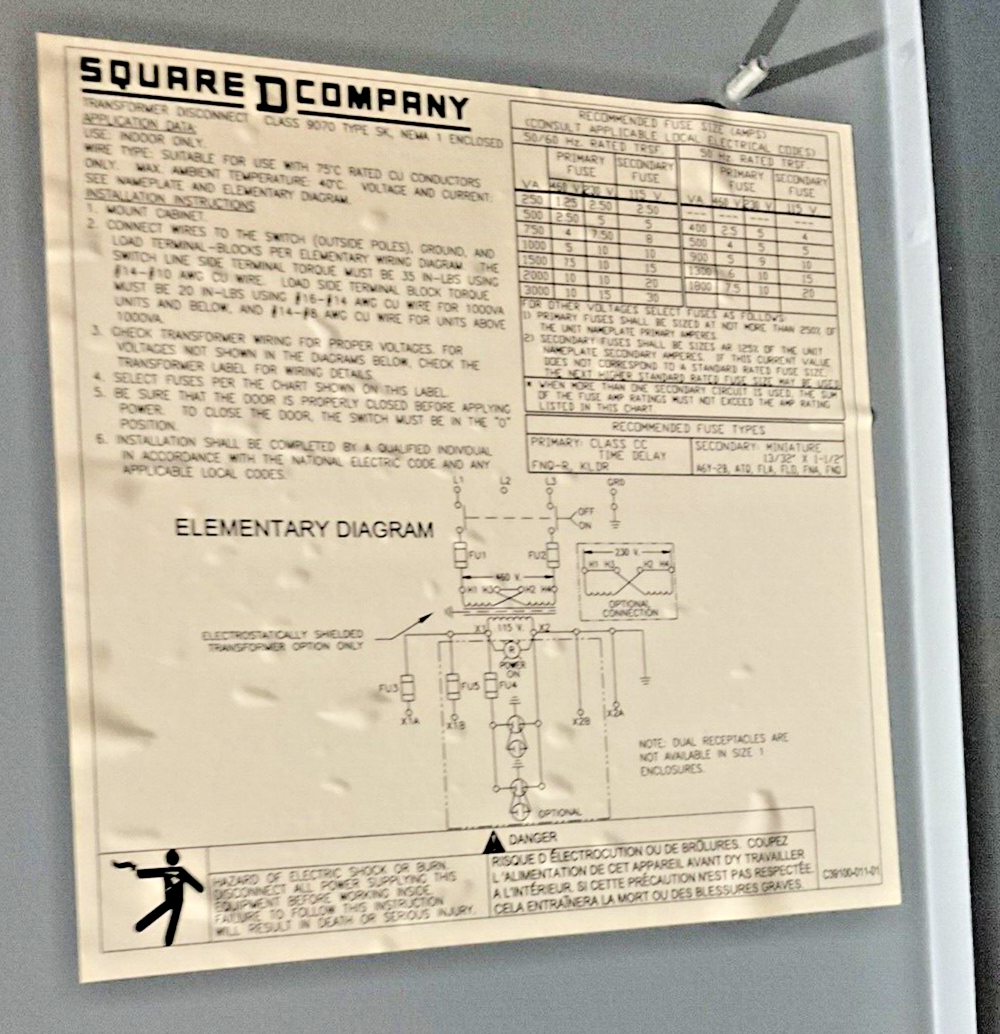 SQUARE D COMPANY
TRANSFORMER DISCONNECT CLASS 9070 TYPE SK, NEMA 1 ENCLOSED
APPLICATION DATA:
USE: INDOOR ONLY.
WIRE TYPE: SUITABLE FOR USE WITH 75°C RATED CU CONDUCTORS
ONLY. MAX. AMBIENT TEMPERATURE: 40°C. VOLTAGE AND CURRENT:
SEE NAMEPLATE AND ELEMENTARY DIAGRAM.
INSTALLATION INSTRUCTIONS
1. MOUNT CABINET.
2. CONNECT WIRES TO THE SWITCH (OUTSIDE POLES), GROUND, AND
LOAD TERMINAL-BLOCKS PER ELEMENTARY WIRING DIAGRAM. THE
SWITCH LINE SIDE TERMINAL TORQUE MUST BE 35 IN-LBS USING
#14-#10 AWG CU WIRE. LOAD SIDE TERMINAL BLOCK TORQUE
MUST BE 20 IN-LBS USING #16-#14 AWG CU WIRE FOR 1000VA
UNITS AND BELOW, AND #14-#8 AWG CU WIRE FOR UNITS ABOVE
1000VA.
3. CHECK TRANSFORMER WIRING FOR PROPER VOLTAGES. FOR
VOLTAGES NOT SHOWN IN THE DIAGRAMS BELOW, CHECK THE
TRANSFORMER LABEL FOR WIRING DETAILS.
4. SELECT FUSES PER THE CHART SHOWN ON THIS LABEL.
5. BE SURE THAT THE DOOR IS PROPERLY CLOSED BEFORE APPLYING
POWER. TO CLOSE THE DOOR, THE SWITCH MUST BE IN THE "O"
POSITION.
6. INSTALLATION SHALL BE COMPLETED BY A QUALIFIED INDIVIDUAL
IN ACCORDANCE WITH THE NATIONAL ELECTRIC CODE AND ANY
APPLICABLE LOCAL CODES.
RECOMMENDED FUSE SIZE (AMPS)
(CONSULT APPLICABLE LOCAL ELECTRICAL CODES)
50/60 Hz. RATED TRSF. 50 Hz. RATED TRSF.
PRIMARY FUSE SECONDARY FUSE PRIMARY FUSE SECONDARY FUSE
VA 460 V 230 V 115 V VA 460 V 230 V 115 V
250 1.25 2.50 2.50 --- --- --- ---
500 2.50 5 5 400 2.5 5 4
750 4 7.50 8 500 4 5 5
1000 5 10 10 900 5 9 10
1500 7.5 10 15 1300 6 10 15
2000 10 10 20 1800 7.5 10 20
3000 10 15 30
FOR OTHER VOLTAGES SELECT FUSES AS FOLLOWS:
1) PRIMARY FUSES SHALL BE SIZED AT NOT MORE THAN 250% OF
THE UNIT NAMEPLATE PRIMARY AMPERES.
2) SECONDARY FUSES SHALL BE SIZES AR 125% OF THE UNIT
NAMEPLATE SECONDARY AMPERES. IF THIS CURRENT VALUE
DOES NOT CORRESPOND TO A STANDARD RATED FUSE SIZE,
THE NEXT HIGHER STANDARD RATED FUSE SIZE MAY BE USED
* WHEN MORE THAN ONE SECONDARY CIRCUIT IS USED, THE SUM
OF THE FUSE AMP RATINGS MUST NOT EXCEED THE AMP RATING
LISTED IN THIS CHART.
RECOMMENDED FUSE TYPES
PRIMARY: CLASS CC
TIME DELAY
FNQ-R, KLDR
SECONDARY: MINIATURE
13/32" X 1-1/2"
A6Y-2B, ATQ, FLA, FLQ, FNA, FNQ
L1 L2 L3 GRD
ELEMENTARY DIAGRAM
OFF
ON
FU1 FU2
460 V.
H1 H3 H2 H4
230 V.
H1 H3 H2 H4
OPTIONAL
CONNECTION
ELECTROSTATICALLY SHIELDED
TRANSFORMER OPTION ONLY
X1 115 V. X2
R
POWER
ON
FU3 FU5 FU4
X1A X1B X2B X2A
NOTE: DUAL RECEPTACLES ARE
NOT AVAILABLE IN SIZE 1
ENCLOSURES.
OPTIONAL
DANGER
HAZARD OF ELECTRIC SHOCK OR BURN.
DISCONNECT ALL POWER SUPPLYING THIS
EQUIPMENT BEFORE WORKING INSIDE.
FAILURE TO FOLLOW THIS INSTRUCTION
WILL RESULT IN DEATH OR SERIOUS INJURY.
RISQUE D ÉLECTROCUTION OU DE BRÛLURES. COUPEZ
L'ALIMENTATION DE CET APPAREIL AVANT D'Y TRAVAILLER
A L'INTÉRIEUR. SI CETTE PRÉCAUTION N'EST PAS RESPECTÉE
CELA ENTRAÎNERA LA MORT OU DES BLESSURES GRAVES.
C39100-011-01